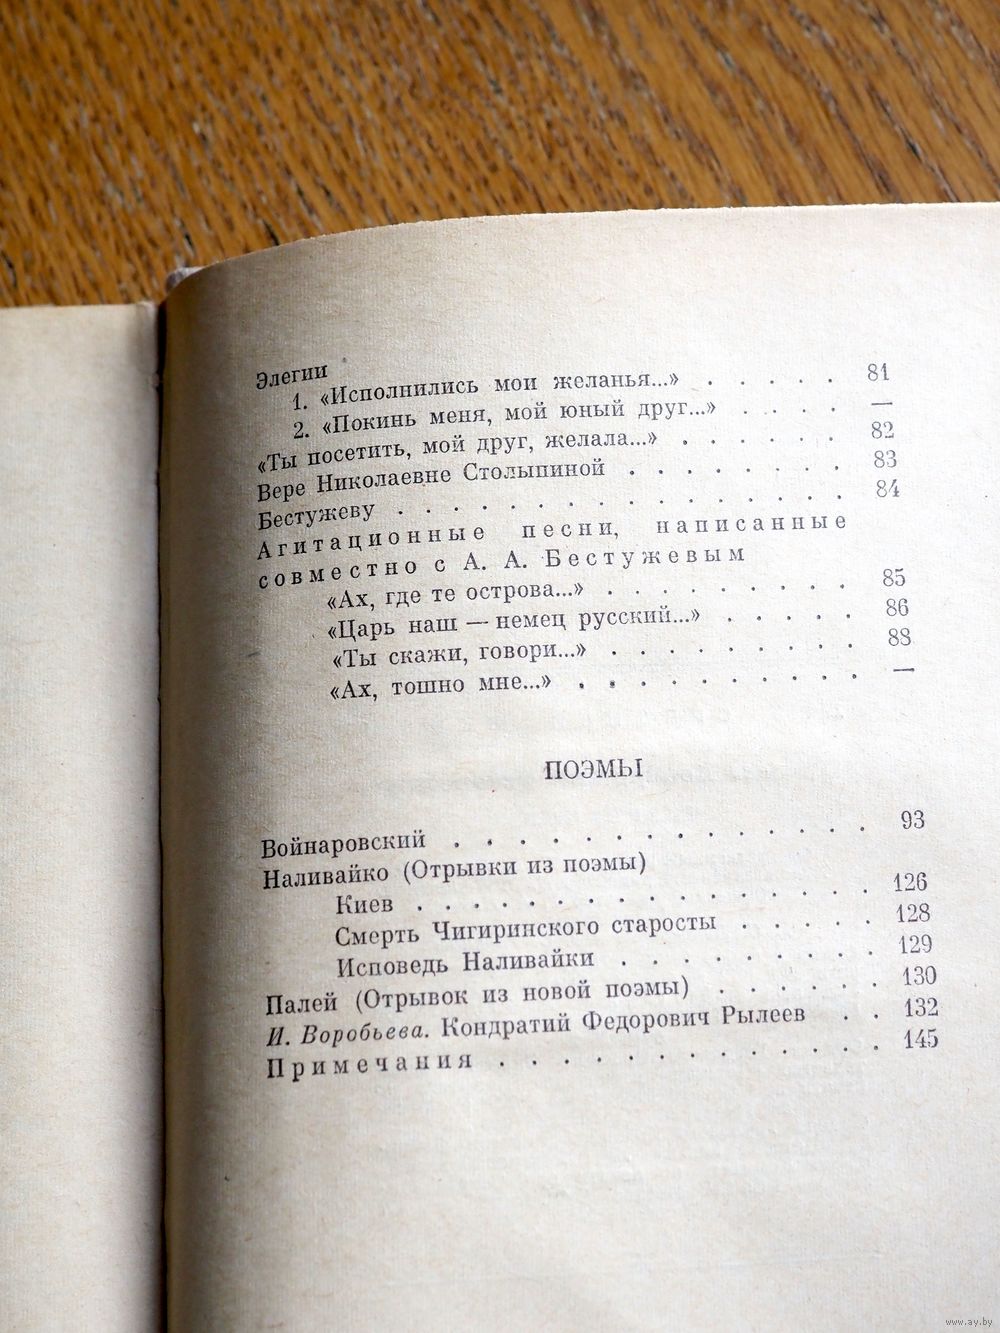 Элегии
1. «Исполнились мои желанья...» . . . . . 81
2. «Покинь меня, мой юный друг...» . . . . —
«Ты посетить, мой друг, желала...» . . . . . . 82
Вере Николаевне Столыпиной . . . . . . . 83
Бестужеву . . . . . . . . . . . . . . 84
Агитационные песни, написанные
совместно с А. А. Бестужевым
«Ах, где те острова...» . . . . . . . . . 85
«Царь наш — немец русский...» . . . . . 86
«Ты скажи, говори...» . . . . . . . . . 88
«Ах, тошно мне...» . . . . . . . . . . —
ПОЭМЫ
Войнаровский . . . . . . . . . . . . . 93
Наливайко (Отрывки из поэмы)
Киев . . . . . . . . . . . . . . 126
Смерть Чигиринского старосты . . . . . 128
Исповедь Наливайки . . . . . . . . . 129
Палей (Отрывок из новой поэмы) . . . . . . 130
И. Воробьева. Кондратий Федорович Рылеев . . 132
Примечания . . . . . . . . . . . . 145
www.ay.by